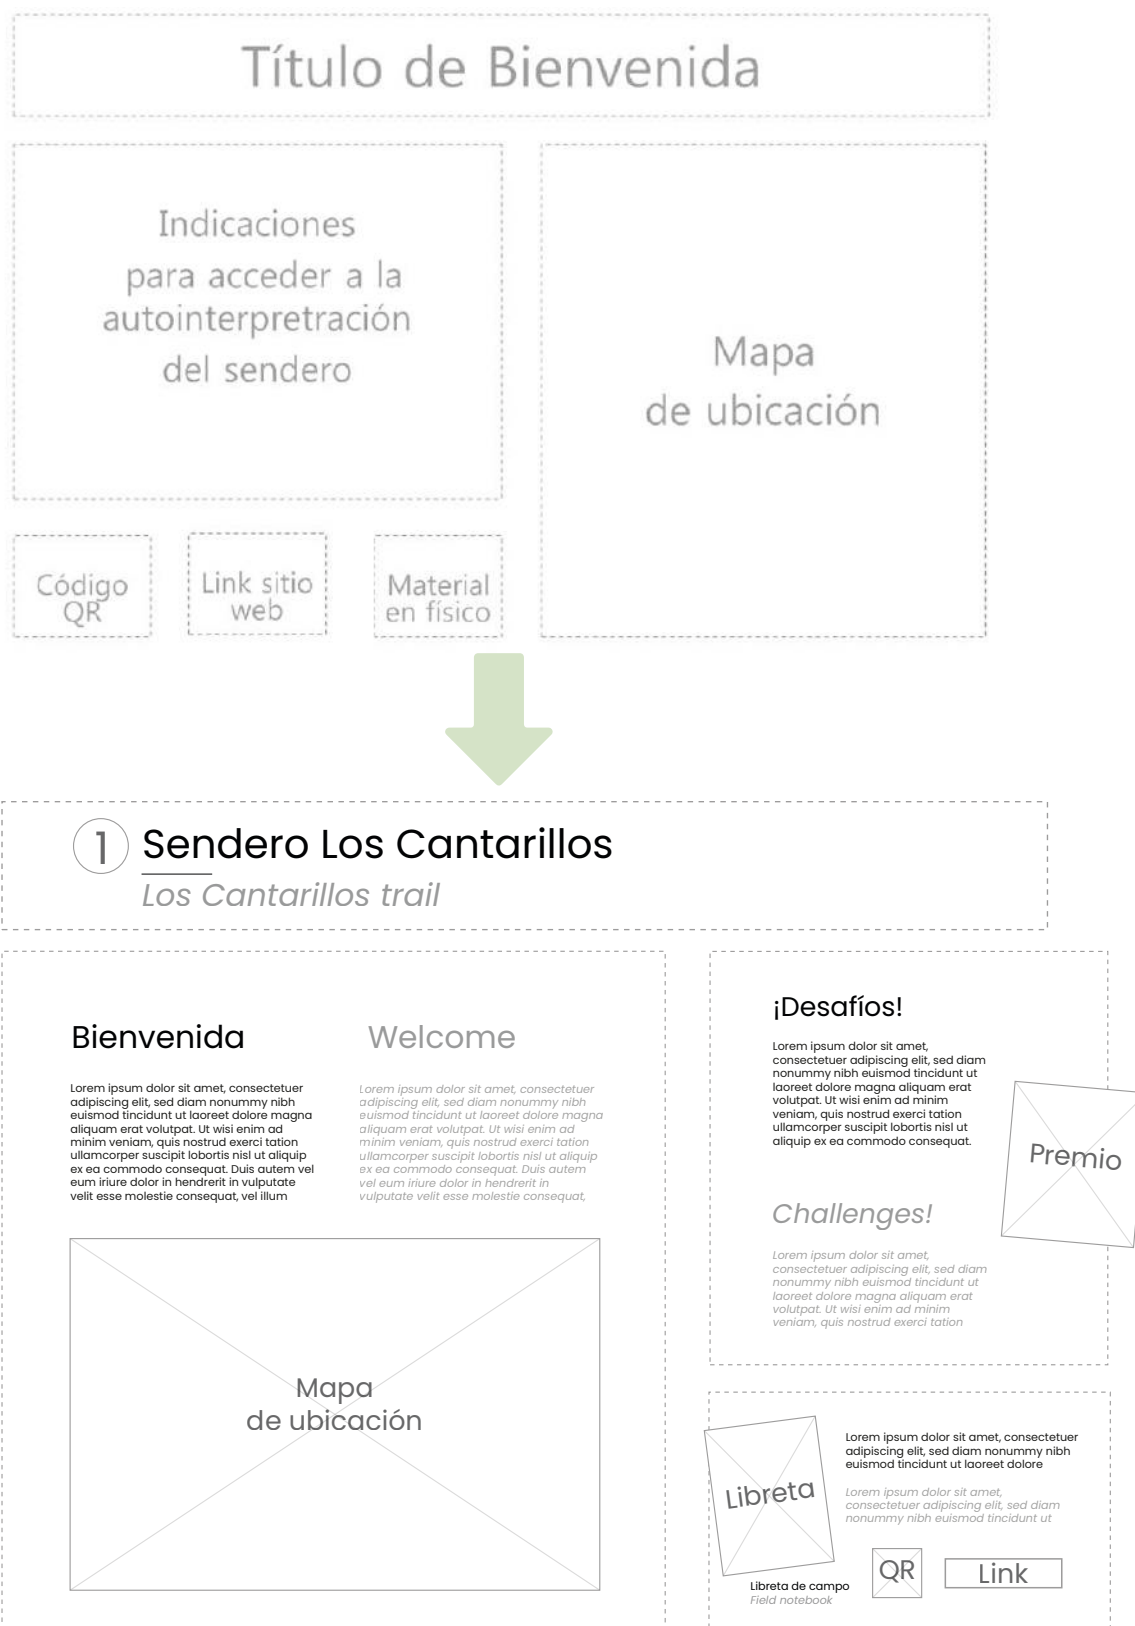 Título de Bienvenida
Indicaciones
para acceder a la
autointerpretración
del sendero
Mapa
de ubicación
Código
QR
Link sitio
web
Material
en físico
1
Sendero Los Cantarillos
Los Cantarillos trail
Bienvenida
Lorem ipsum dolor sit amet, consectetuer
adipiscing elit, sed diam nonummy nibh
euismod tincidunt ut laoreet dolore magna
aliquam erat volutpat. Ut wisi enim ad
minim veniam, quis nostrud exerci tation
ullamcorper suscipit lobortis nisl ut aliquip
ex ea commodo consequat. Duis autem vel
eum iriure dolor in hendrerit in vulputate
velit esse molestie consequat, vel illum
Welcome
Lorem ipsum dolor sit amet, consectetuer
adipiscing elit, sed diam nonummy nibh
euismod tincidunt ut laoreet dolore magna
aliquam erat volutpat. Ut wisi enim ad
minim veniam, quis nostrud exerci tation
ullamcorper suscipit lobortis nisl ut aliquip
ex ea commodo consequat. Duis autem
vel eum iriure dolor in hendrerit in
vulputate velit esse molestie consequat,
Mapa
de ubicación
¡Desafíos!
Lorem ipsum dolor sit amet,
consectetuer adipiscing elit, sed diam
nonummy nibh euismod tincidunt ut
laoreet dolore magna aliquam erat
volutpat. Ut wisi enim ad minim
veniam, quis nostrud exerci tation
ullamcorper suscipit lobortis nisl ut
aliquip ex ea commodo consequat.
Premio
Challenges!
Lorem ipsum dolor sit amet,
consectetuer adipiscing elit, sed diam
nonummy nibh euismod tincidunt ut
laoreet dolore magna aliquam erat
volutpat. Ut wisi enim ad minim
veniam, quis nostrud exerci tation
Libreta
Lorem ipsum dolor sit amet, consectetuer
adipiscing elit, sed diam nonummy nibh
euismod tincidunt ut laoreet dolore
Lorem ipsum dolor sit amet,
consectetuer adipiscing elit, sed diam
nonummy nibh euismod tincidunt ut
QR
Link
Libreta de campo
Field notebook